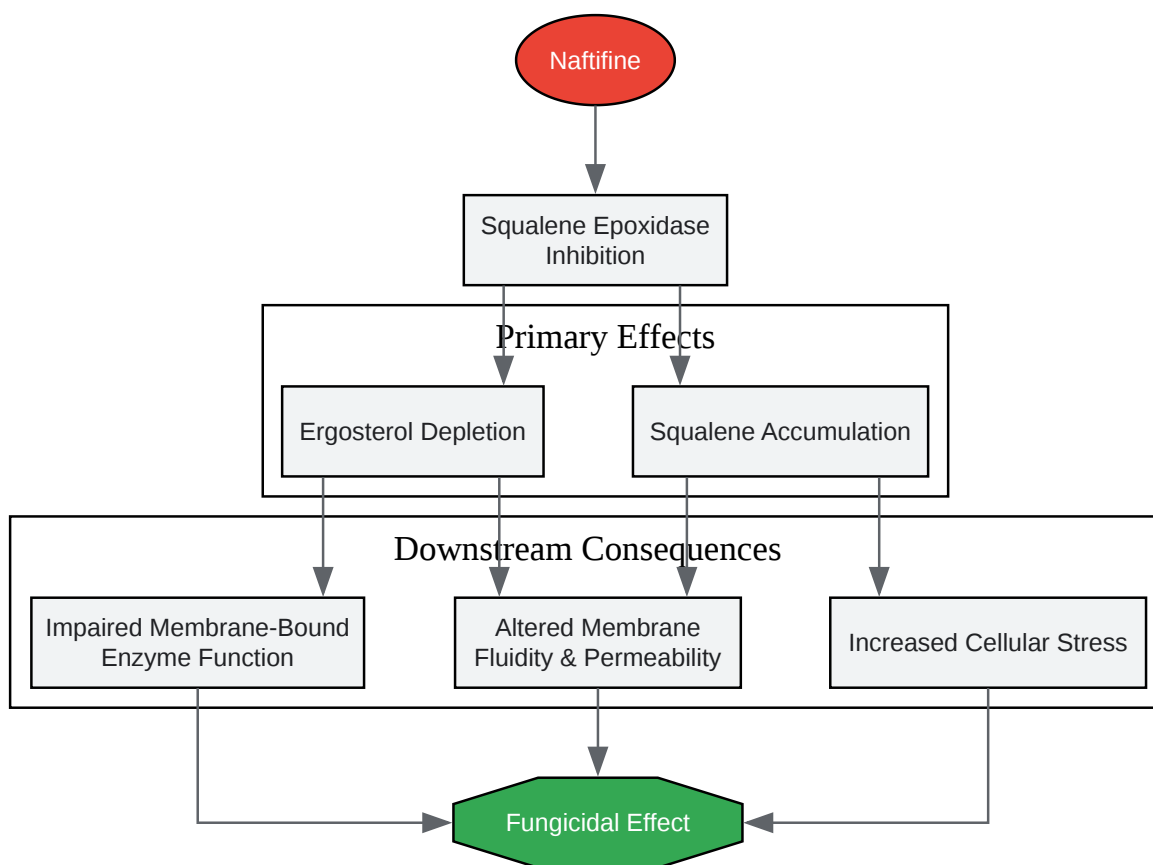 Naftifine
Squalene Epoxidase
Inhibition
Primary Effects
Ergosterol Depletion
Squalene Accumulation
Downstream Consequences
Impaired Membrane-Bound
Enzyme Function
Altered Membrane
Fluidity & Permeability
Increased Cellular Stress
Fungicidal Effect